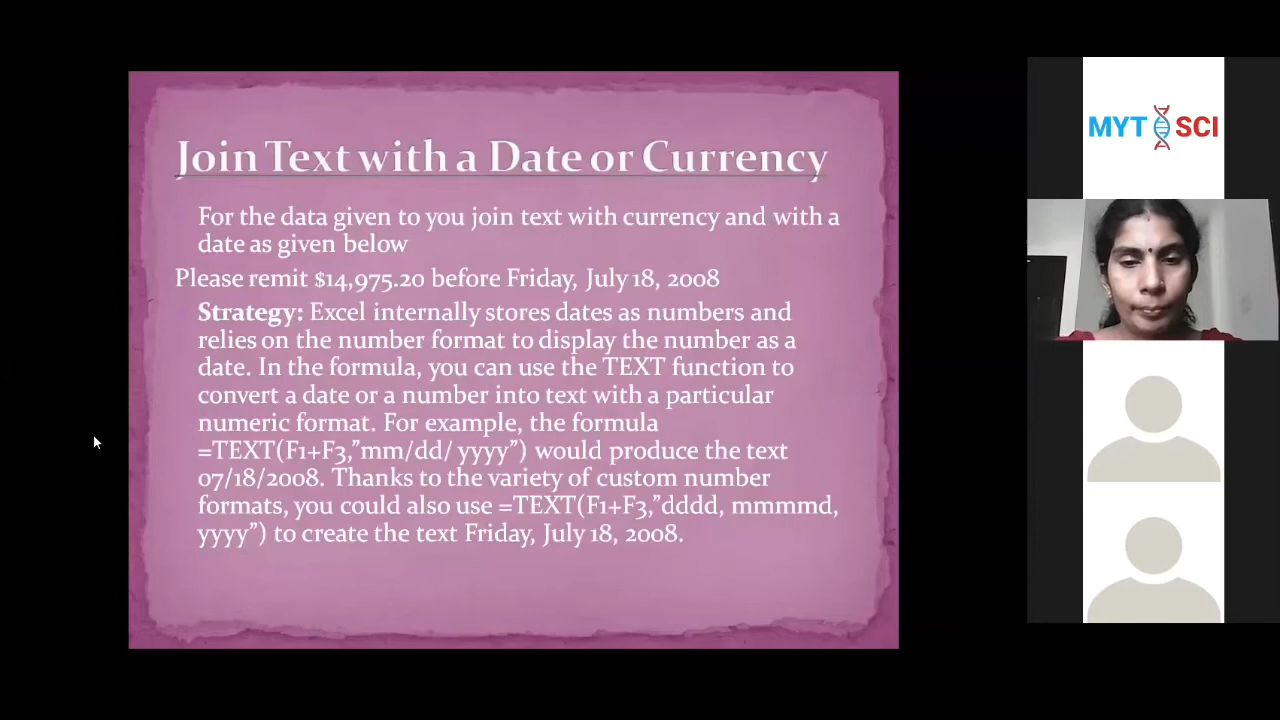 Join Text with a Date or Currency
For the data given to you join text with currency and with a
date as given below
Please remit $14,975.20 before Friday, July 18, 2008
Strategy: Excel internally stores dates as numbers and
relies on the number format to display the number as a
date. In the formula, you can use the TEXT function to
convert a date or a number into text with a particular
numeric format. For example, the formula
=TEXT(F1+F3,”mm/dd/ yyyy”) would produce the text
07/18/2008. Thanks to the variety of custom number
formats, you could also use =TEXT(F1+F3,”dddd, mmmmd,
yyyy”) to create the text Friday, July 18, 2008.
MYT SCI